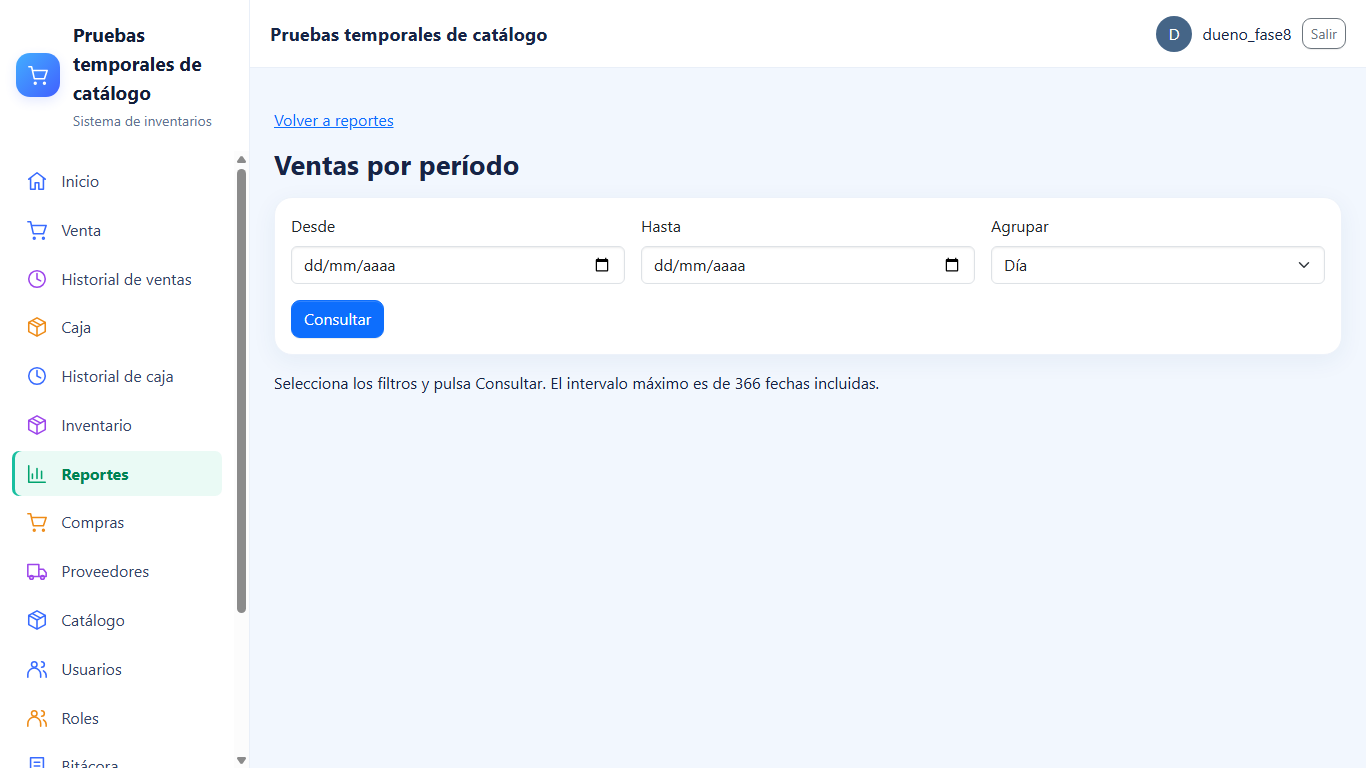 Pruebas
temporales de
catálogo
Sistema de inventarios
Inicio
Venta
Historial de ventas
Caja
Historial de caja
Inventario
Reportes
Compras
Proveedores
Catálogo
Usuarios
Roles
Bitácora
Pruebas temporales de catálogo
D dueno_fase8 Salir
Volver a reportes
Ventas por período
Desde Hasta Agrupar
dd/mm/aaaa dd/mm/aaaa Día
Consultar
Selecciona los filtros y pulsa Consultar. El intervalo máximo es de 366 fechas incluidas.